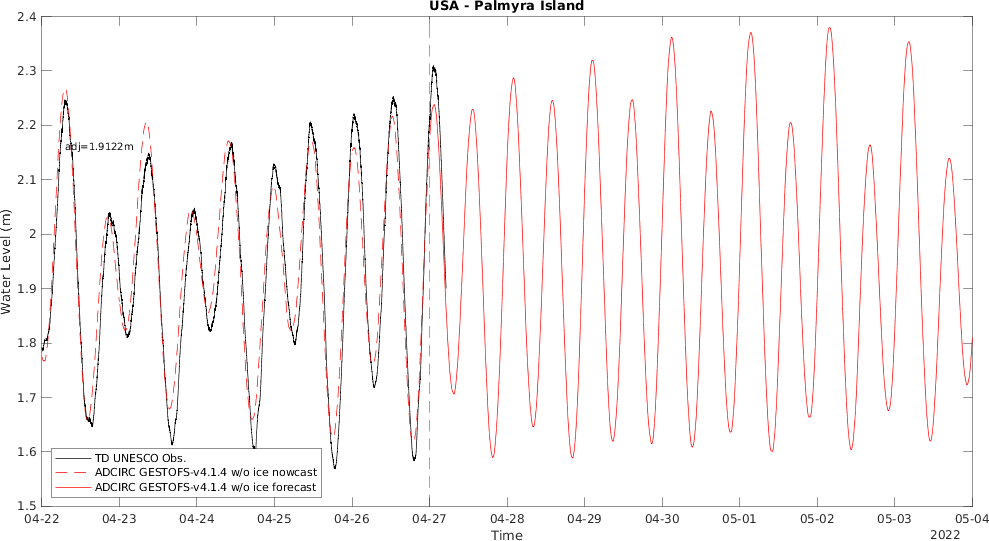 USA - Palmyra Island
2.4
2.3
2.2
2.1
2
1.9
1.8
1.7
1.6
1.5
Water Level (m)
adj=1.9122m
TD UNESCO Obs.
ADCIRC GESTOFS-v4.1.4 w/o ice nowcast
ADCIRC GESTOFS-v4.1.4 w/o ice forecast
04-22 04-23 04-24 04-25 04-26 04-27 04-28 04-29 04-30 05-01 05-02 05-03 05-04
Time
2022